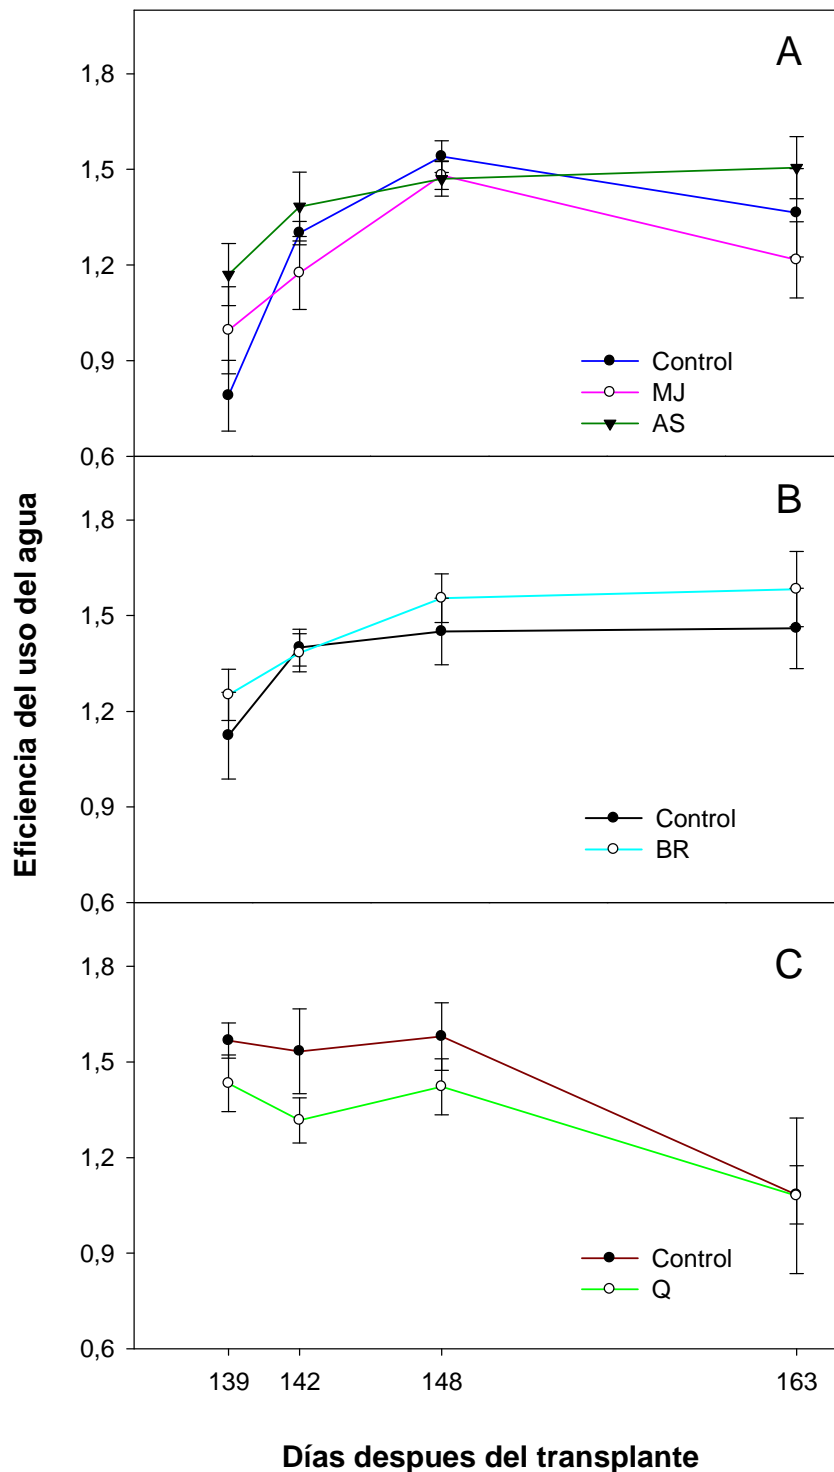 A
1,8
1,5
1,2
0,9
0,6
Control
MJ
AS
B
1,8
1,5
1,2
0,9
0,6
Control
BR
C
1,8
1,5
1,2
0,9
0,6
Control
Q
139
142
148
163
Eficiencia del uso del agua
Días despues del transplante